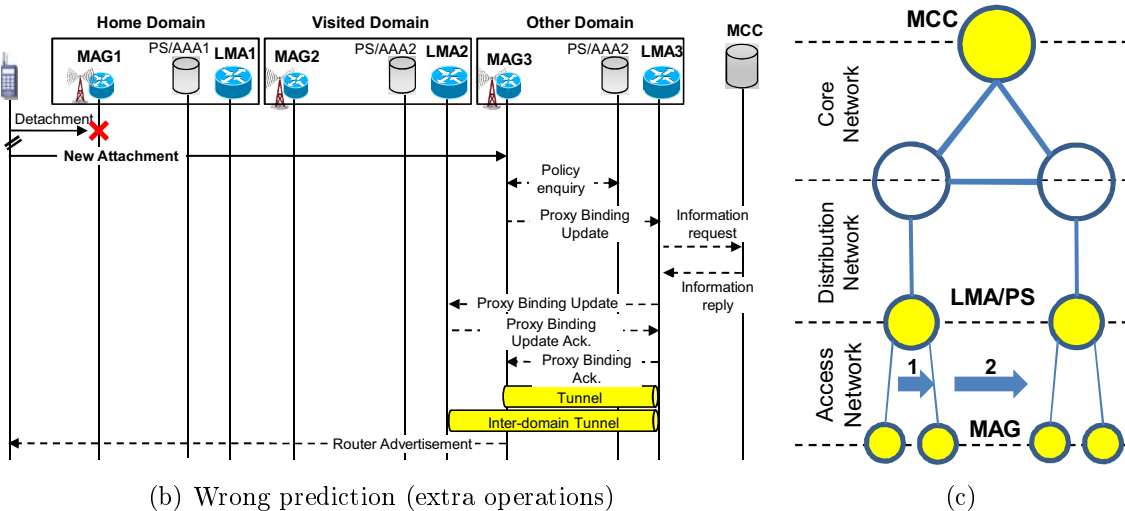 Home Domain
Visited Domain
Other Domain
MCC
MAG1
PS/AAA1
LMA1
MAG2
PS/AAA2
LMA2
MAG3
PS/AAA2
LMA3
Detachment
New Attachment
Policy
enquiry
Proxy Binding
Update
Information
request
Information
reply
Proxy Binding Update
Proxy Binding
Update Ack.
Proxy Binding
Ack.
Tunnel
Inter-domain Tunnel
Router Advertisement
(b) Wrong prediction (extra operations)
MCC
Core
Network
Distribution
Network
LMA/PS
Access
Network
1
2
MAG
(c)